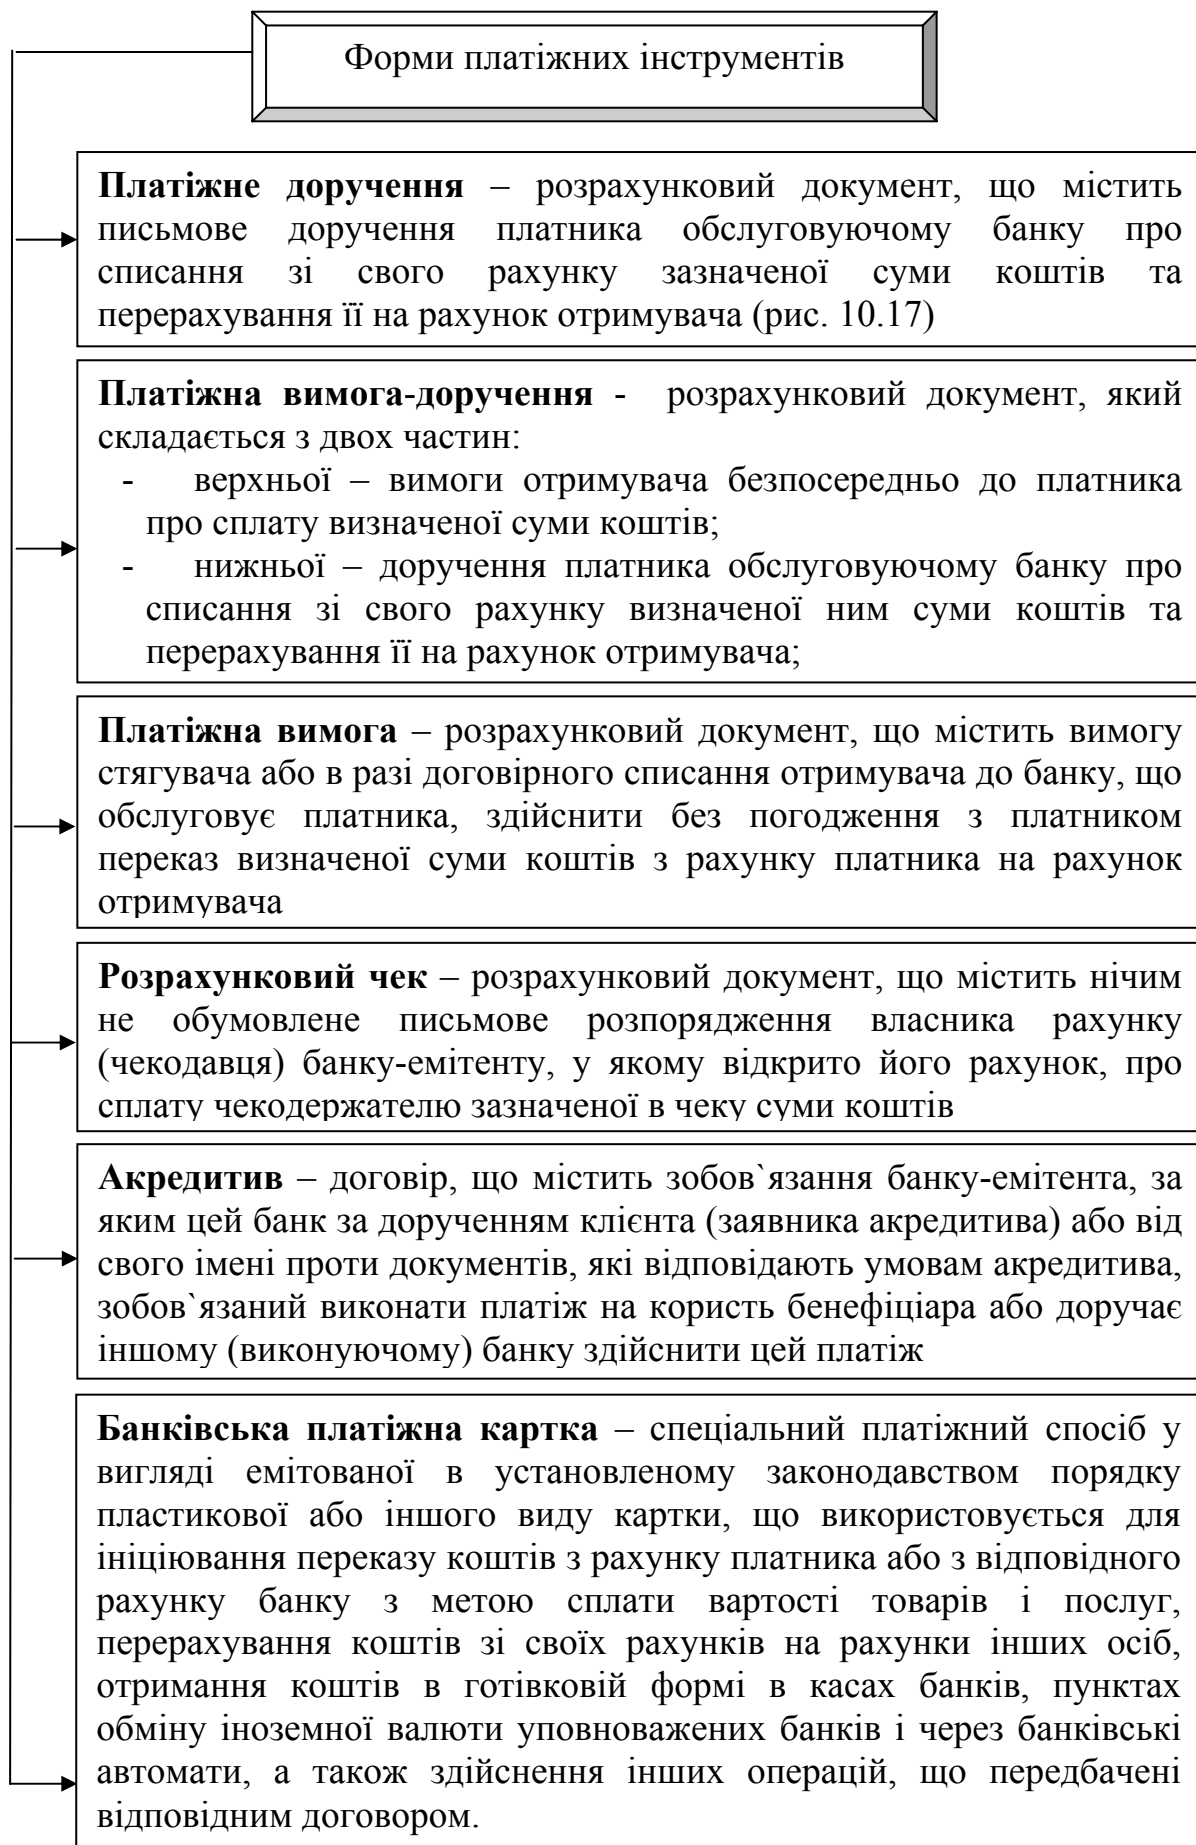 Форми платіжних інструментів
Платіжне доручення – розрахунковий документ, що містить
письмове доручення платника обслуговуючому банку про
списання зі свого рахунку зазначеної суми коштів та
перерахування її на рахунок отримувача (рис. 10.17)
Платіжна вимога-доручення - розрахунковий документ, який
складається з двох частин:
- верхньої – вимоги отримувача безпосередньо до платника
про сплату визначеної суми коштів;
- нижньої – доручення платника обслуговуючому банку про
списання зі свого рахунку визначеної ним суми коштів та
перерахування її на рахунок отримувача;
Платіжна вимога – розрахунковий документ, що містить вимогу
стягувача або в разі договірного списання отримувача до банку, що
обслуговує платника, здійснити без погодження з платником
переказ визначеної суми коштів з рахунку платника на рахунок
отримувача
Розрахунковий чек – розрахунковий документ, що містить нічим
не обумовлене письмове розпорядження власника рахунку
(чекодавця) банку-емітенту, у якому відкрито його рахунок, про
сплату чекодержателю зазначеної в чеку суми коштів
Акредитив – договір, що містить зобов`язання банку-емітента, за
яким цей банк за дорученням клієнта (заявника акредитива) або від
свого імені проти документів, які відповідають умовам акредитива,
зобов`язаний виконати платіж на користь бенефіціара або доручає
іншому (виконуючому) банку здійснити цей платіж
Банківська платіжна картка – спеціальний платіжний спосіб у
вигляді емітованої в установленому законодавством порядку
пластикової або іншого виду картки, що використовується для
ініціювання переказу коштів з рахунку платника або з відповідного
рахунку банку з метою сплати вартості товарів і послуг,
перерахування коштів зі своїх рахунків на рахунки інших осіб,
отримання коштів в готівковій формі в касах банків, пунктах
обміну іноземної валюти уповноважених банків і через банківські
автомати, а також здійснення інших операцій, що передбачені
відповідним договором.